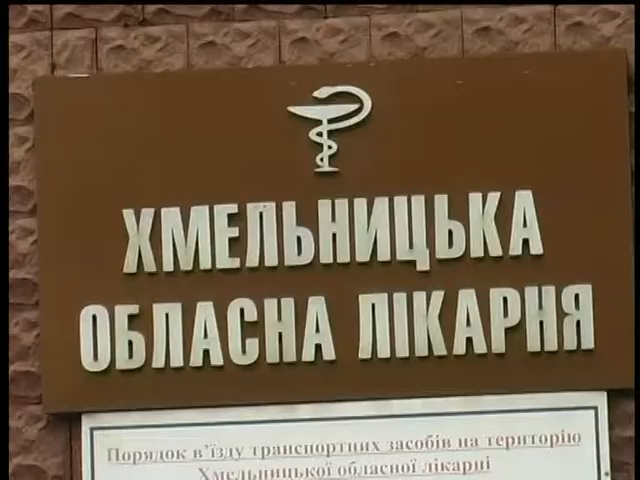 ХМЕЛЬНИЦЬКА
ОБЛАСНА ЛІКАРНЯ
Порядок в'їзду транспортних засобів на територію
Хмельницької обласної лікарні